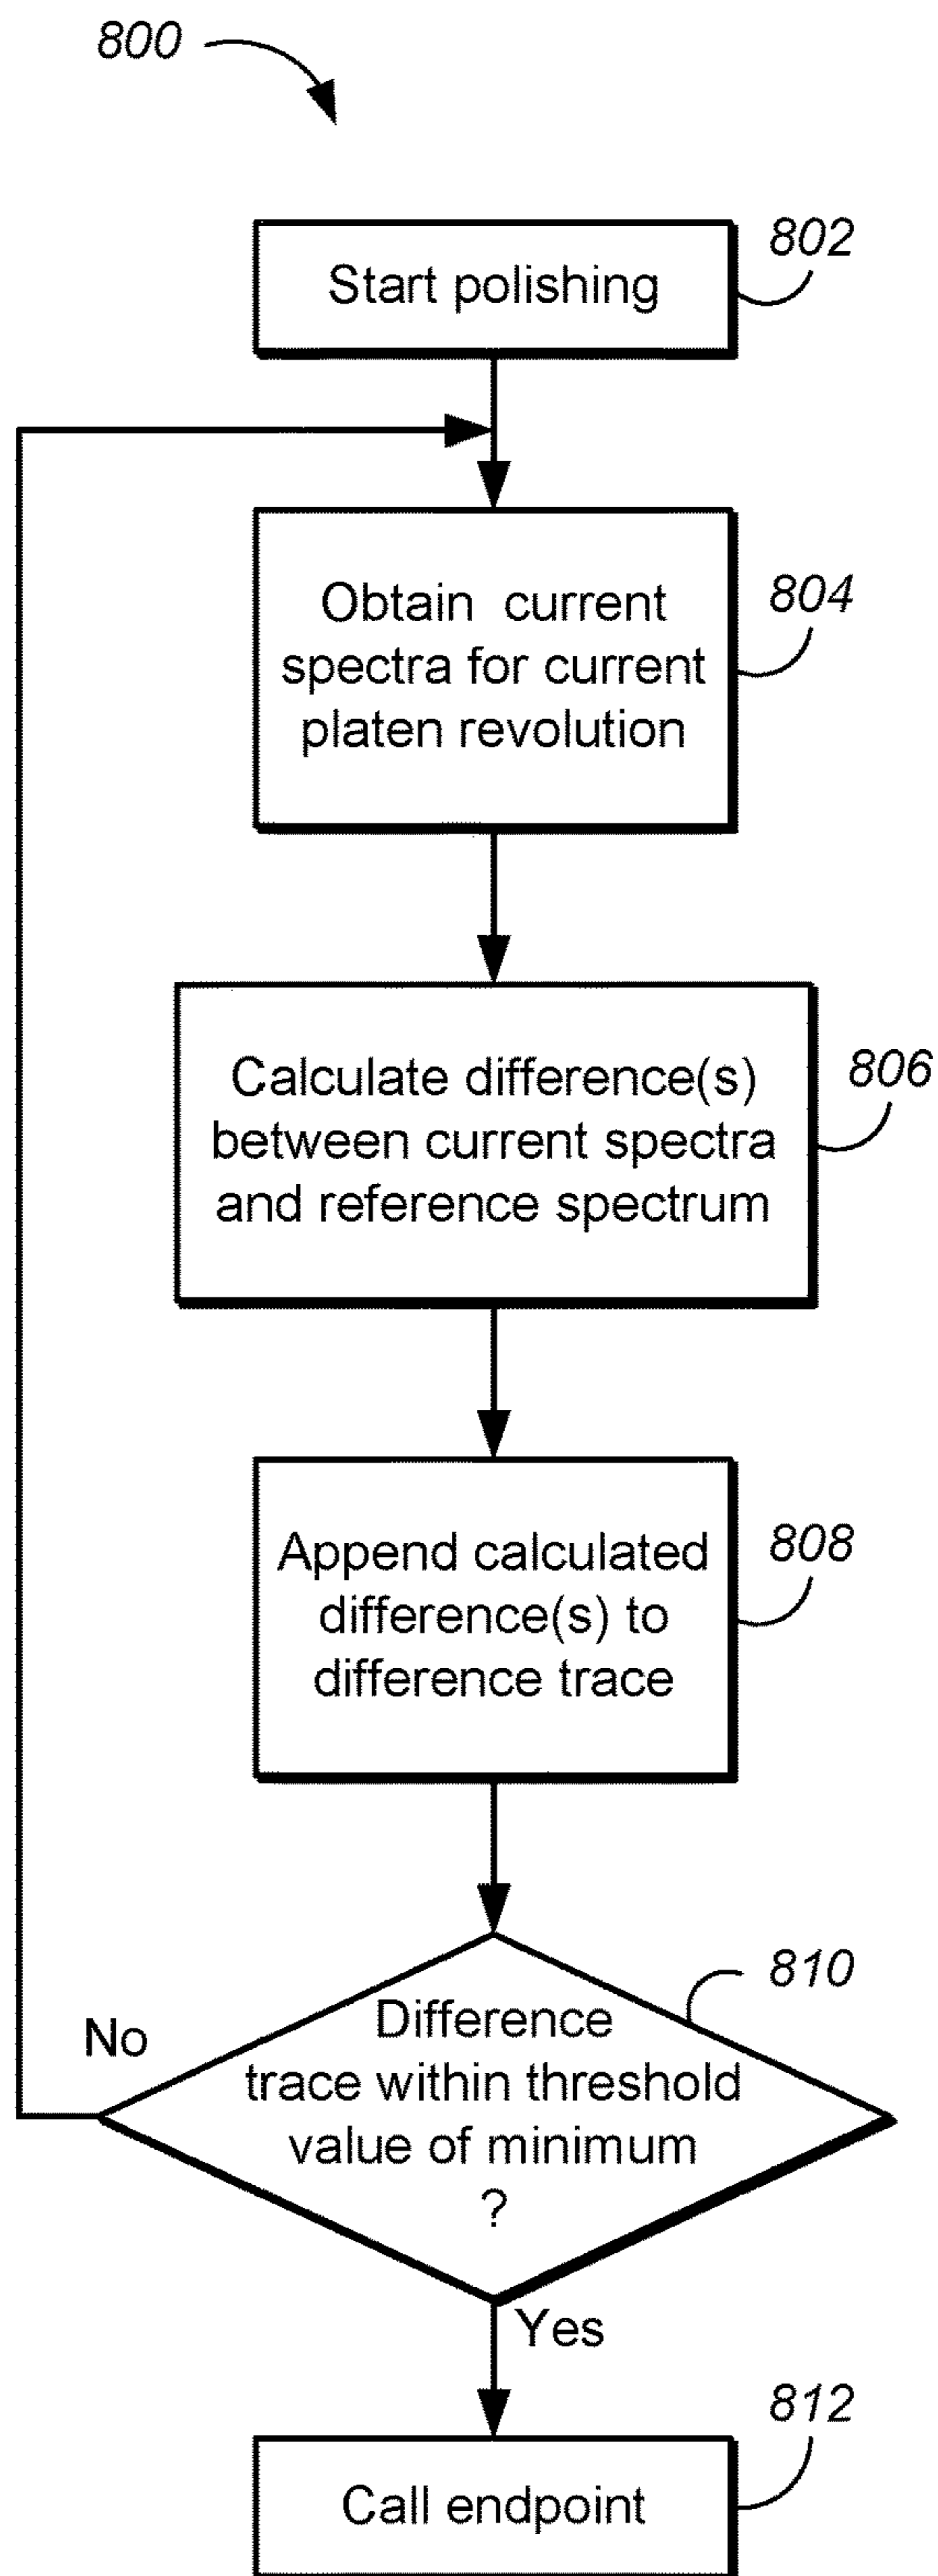 800
802
Start polishing
Obtain current
spectra for current
platen revolution
804
Calculate difference(s)
between current spectra
and reference spectrum
806
Append calculated
difference(s) to
difference trace
808
810
Difference
trace within threshold
value of minimum
?
No
Yes
812
Call endpoint